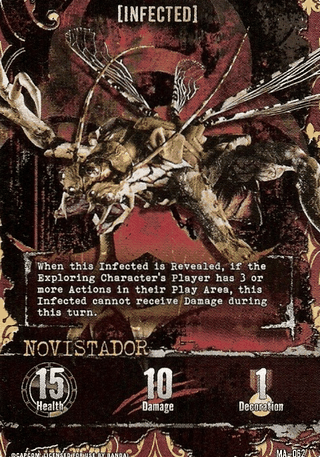 [INFECTED]
When this Infected is Revealed, if the
Exploring Character's Player has 3 or
more Actions in their Play Area, this
Infected cannot receive Damage during
this turn.
NOVISTADOR
15 10 1
Health Damage Decoration
©CAPCOM. LICENSED FOR USE BY BANDAI MA-062